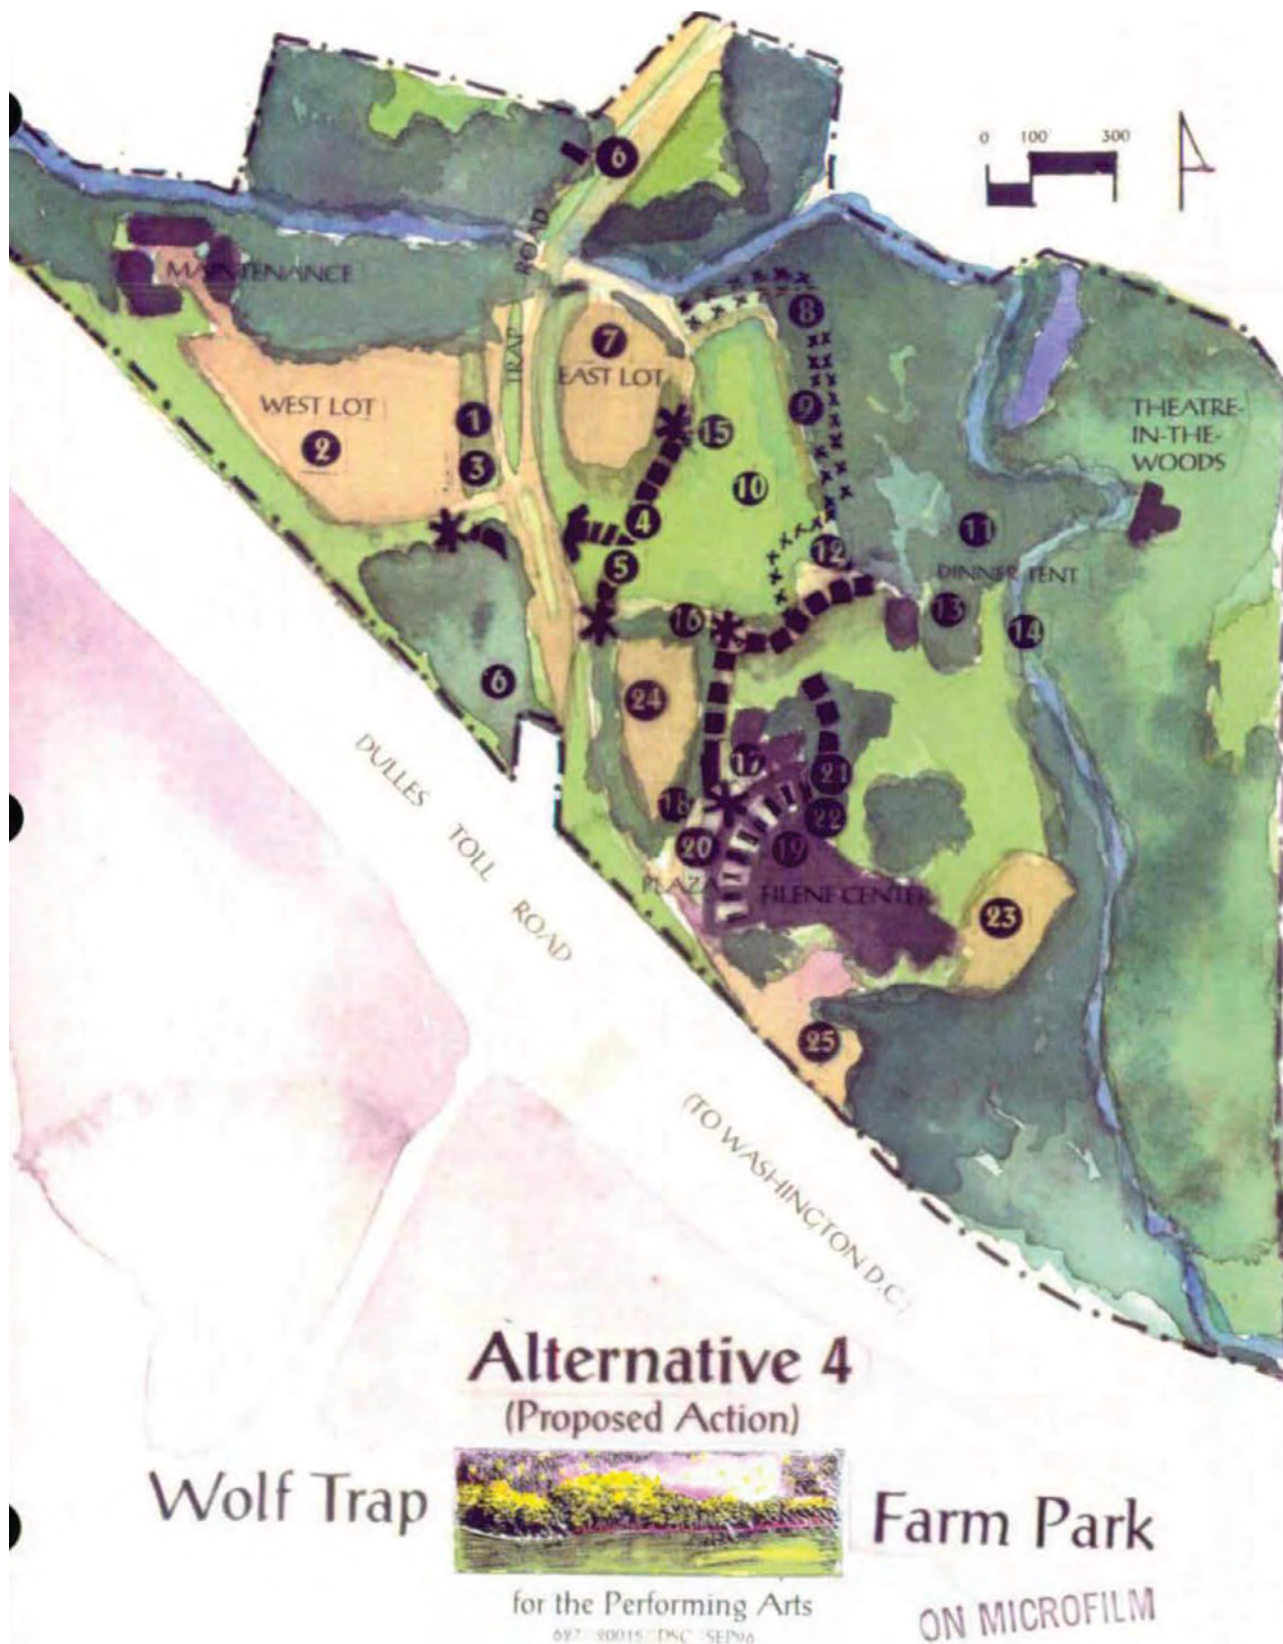 0 100 300
6
ROAD
MAINTENANCE
8
7
TRAP
EAST LOT
WEST LOT
1
9
THEATRE-
IN-THE-
WOODS
2
15
3
10
4
11
12
5
DINNER TENT
13
16
14
6
24
17
21
18
22
20
19
PLAZA
FILENE CENTER
23
25
DULLES TOLL ROAD
(TO WASHINGTON D.C.)
Alternative 4
(Proposed Action)
Wolf Trap Farm Park
for the Performing Arts
ON MICROFILM